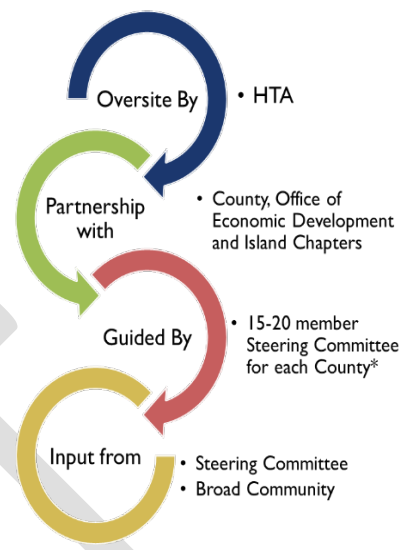 Oversite By
• HTA
Partnership
with
• County, Office of
Economic Development
and Island Chapters
Guided By
• 15-20 member
Steering Committee
for each County*
Input from
• Steering Committee
• Broad Community